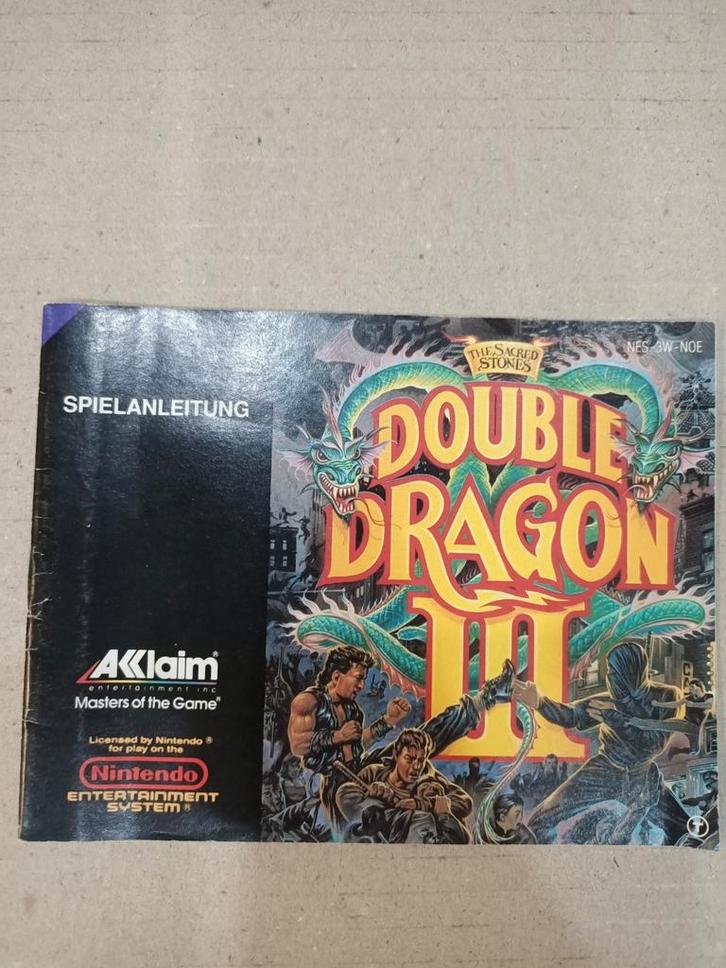 SPIELANLEITUNG
AKklaim®
entertainment inc
Masters of the Game®
Licensed by Nintendo®
for play on the
Nintendo®
ENTERTAINMENT
SYSTEM®
NES-3W-NOE
THE SACRED
STONES
DOUBLE
DRAGON
III